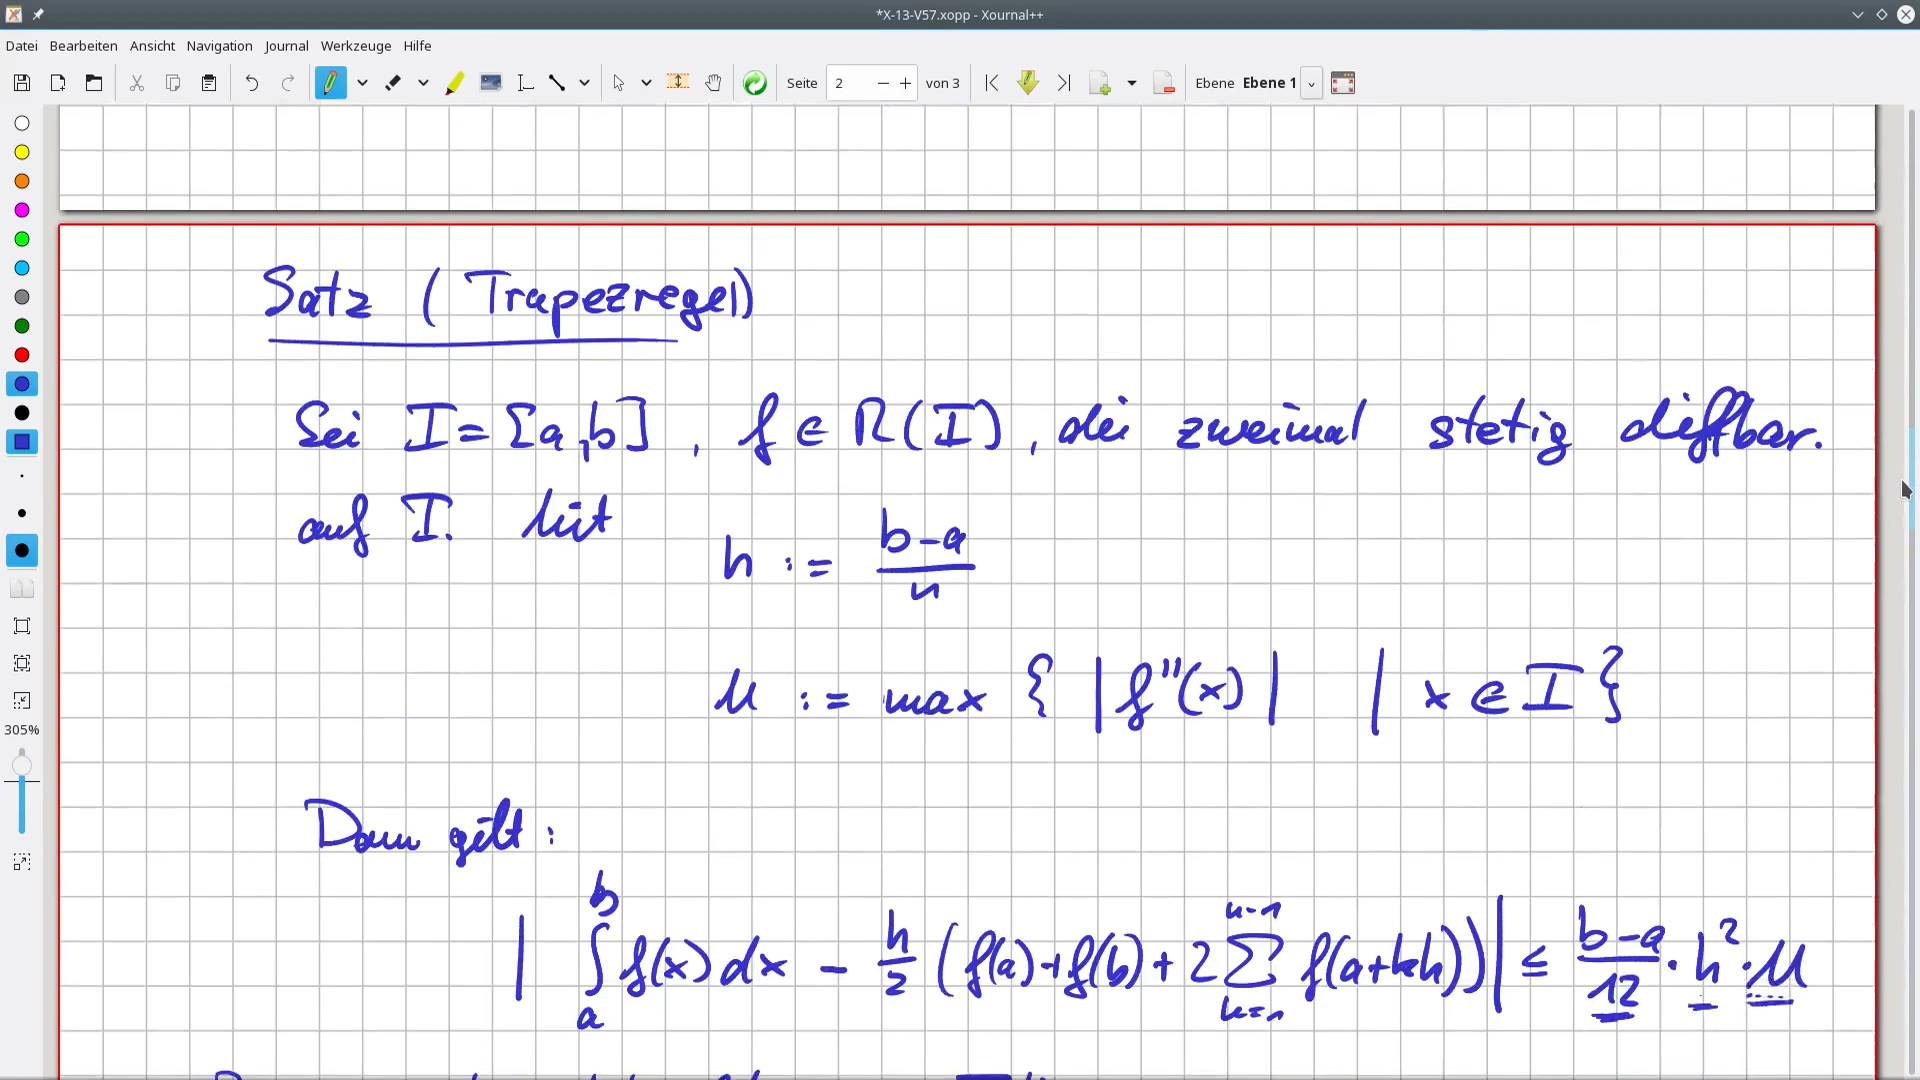 *X-13-V57.xopp - Xournal++
Datei Bearbeiten Ansicht Navigation Journal Werkzeuge Hilfe
Seite 2 von 3 Ebene Ebene 1
305%
Satz (Trapezregel)
Sei I = [a,b], f ∈ R(I), die zweimal stetig diffbar.
auf I. Mit
h := b-a / n
M := max { |f''(x)| | x ∈ I }
Dann gilt:
| ∫_a^b f(x) dx - h/2 (f(a)+f(b)+2 ∑_{k=1}^{n-1} f(a+kh)) | ≤ b-a / 12 · h² · M